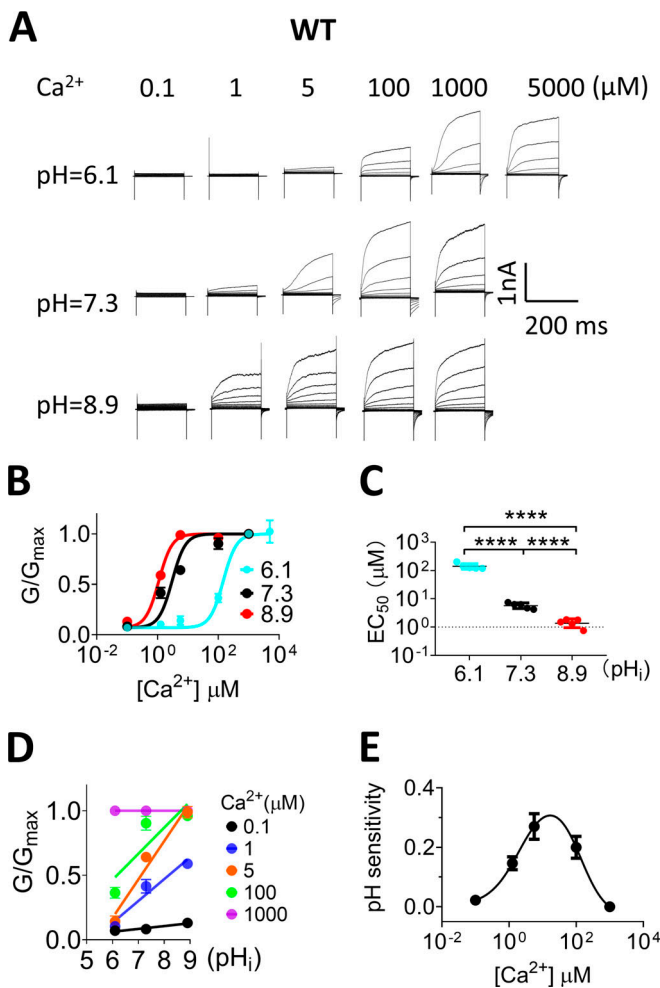 A
WT
Ca²⁺ 0.1 1 5 100 1000 5000 (μM)
pH=6.1
pH=7.3
1nA
200 ms
pH=8.9
B
G/Gmax
1.0
0.5
0.0
6.1
7.3
8.9
10⁻² 10⁰ 10² 10⁴
[Ca²⁺] μM
C
****
**** ****
EC₅₀ (μM)
10³
10²
10¹
10⁰
10⁻¹
6.1 7.3 8.9 (pHᵢ)
D
G/Gmax
1.0
0.5
0.0
5 6 7 8 9 (pHᵢ)
Ca²⁺(μM)
0.1
1
5
100
1000
E
pH sensitivity
0.4
0.2
0.0
10⁻² 10⁰ 10² 10⁴
[Ca²⁺] μM